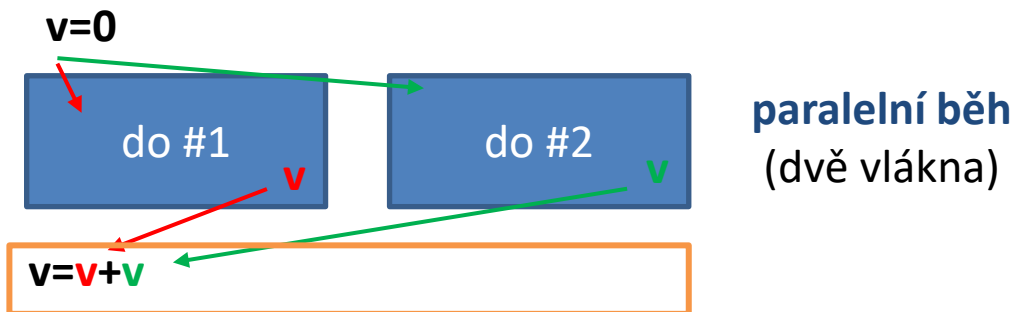 v=0
do #1
v
do #2
v
paralelní běh
(dvě vlákna)
v=v+v